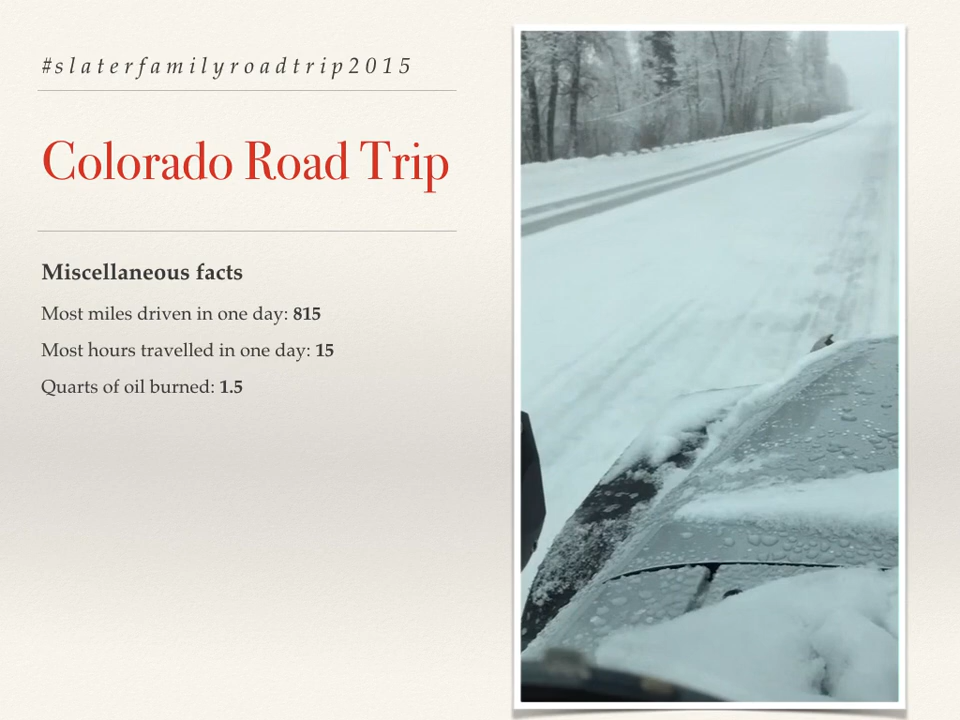 #slaterfamilyroadtrip2015
Colorado Road Trip
Miscellaneous facts
Most miles driven in one day: 815
Most hours travelled in one day: 15
Quarts of oil burned: 1.5